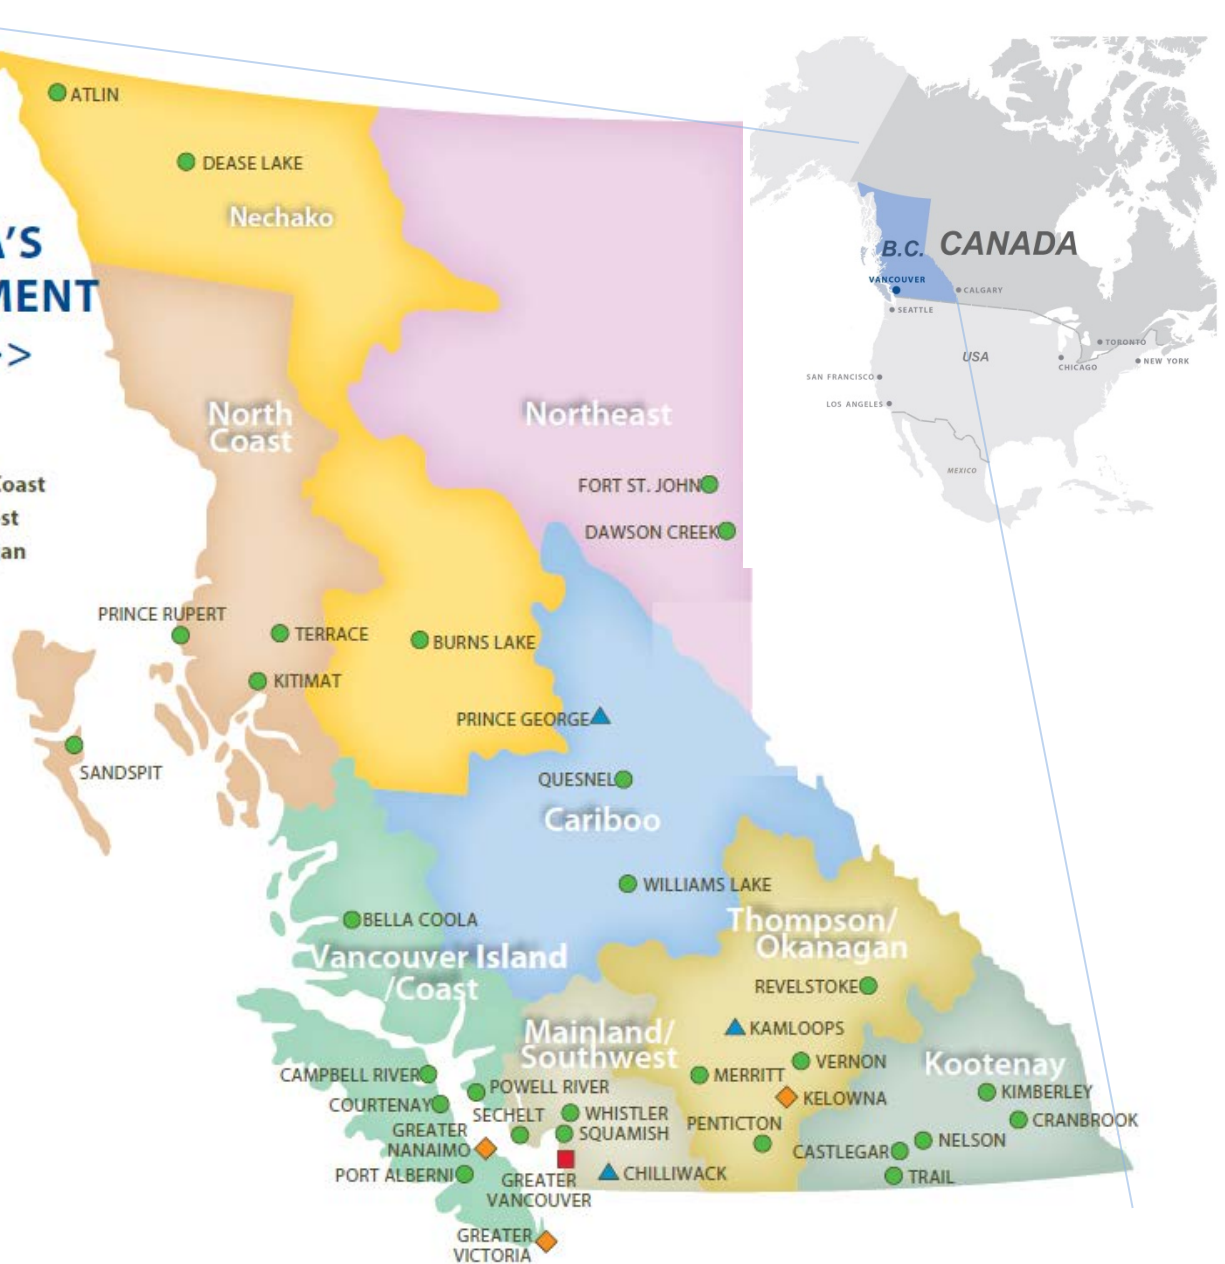 ATLIN
DEASE LAKE
Nechako
'S
MENT
>
North
Coast
Northeast
Coast
st
an
FORT ST. JOHN
DAWSON CREEK
PRINCE RUPERT
TERRACE
BURNS LAKE
KITIMAT
PRINCE GEORGE
SANDSPIT
QUESNEL
Cariboo
WILLIAMS LAKE
BELLA COOLA
Thompson/
Okanagan
Vancouver Island
/Coast
REVELSTOKE
Mainland/
Southwest
KAMLOOPS
VERNON
Kootenay
CAMPBELL RIVER
MERRITT
POWELL RIVER
KELOWNA
KIMBERLEY
COURTENAY
SECHELT
WHISTLER
PENTICTON
CRANBROOK
GREATER
NANAIMO
SQUAMISH
NELSON
CASTLEGAR
PORT ALBERNI
GREATER
VANCOUVER
CHILLIWACK
TRAIL
GREATER
VICTORIA
B.C.
CANADA
VANCOUVER
CALGARY
SEATTLE
TORONTO
USA
NEW YORK
CHICAGO
SAN FRANCISCO
LOS ANGELES
MEXICO